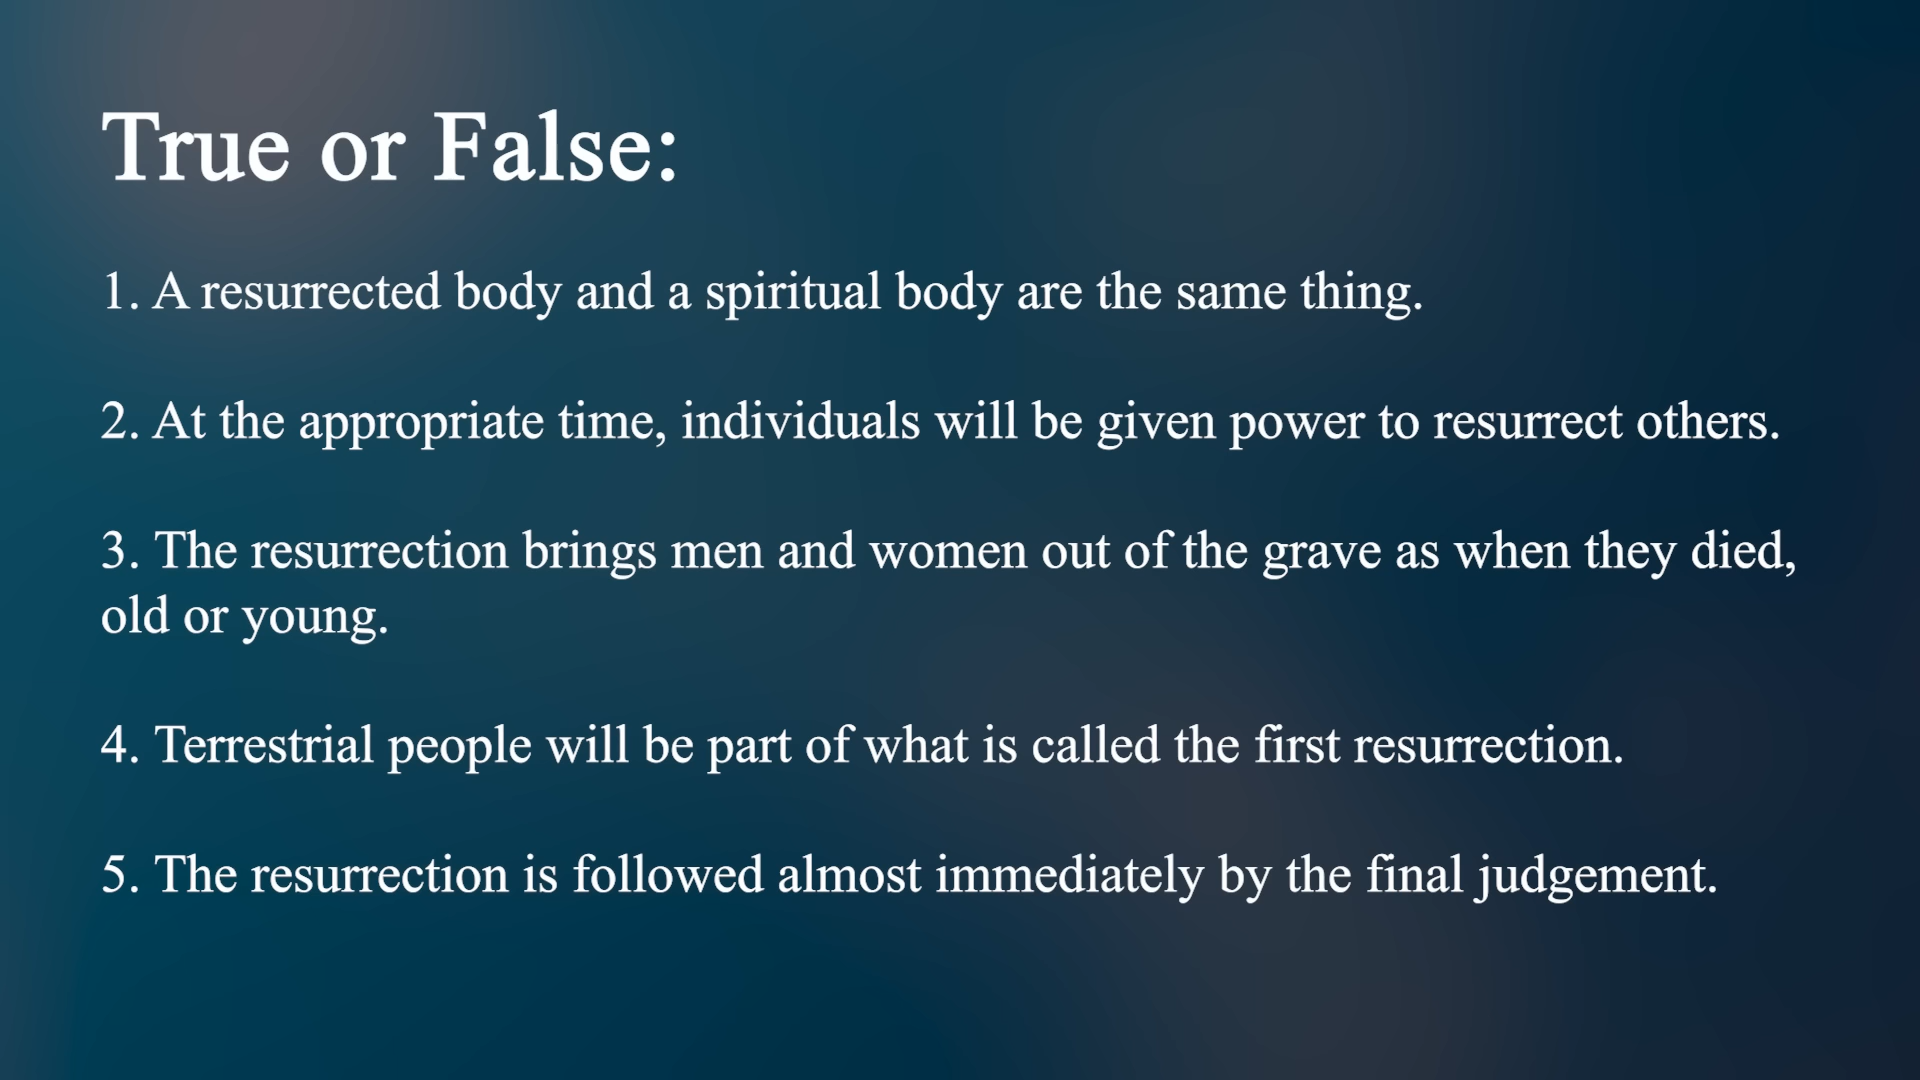 True or False:
1. A resurrected body and a spiritual body are the same thing.
2. At the appropriate time, individuals will be given power to resurrect others.
3. The resurrection brings men and women out of the grave as when they died,
old or young.
4. Terrestrial people will be part of what is called the first resurrection.
5. The resurrection is followed almost immediately by the final judgement.